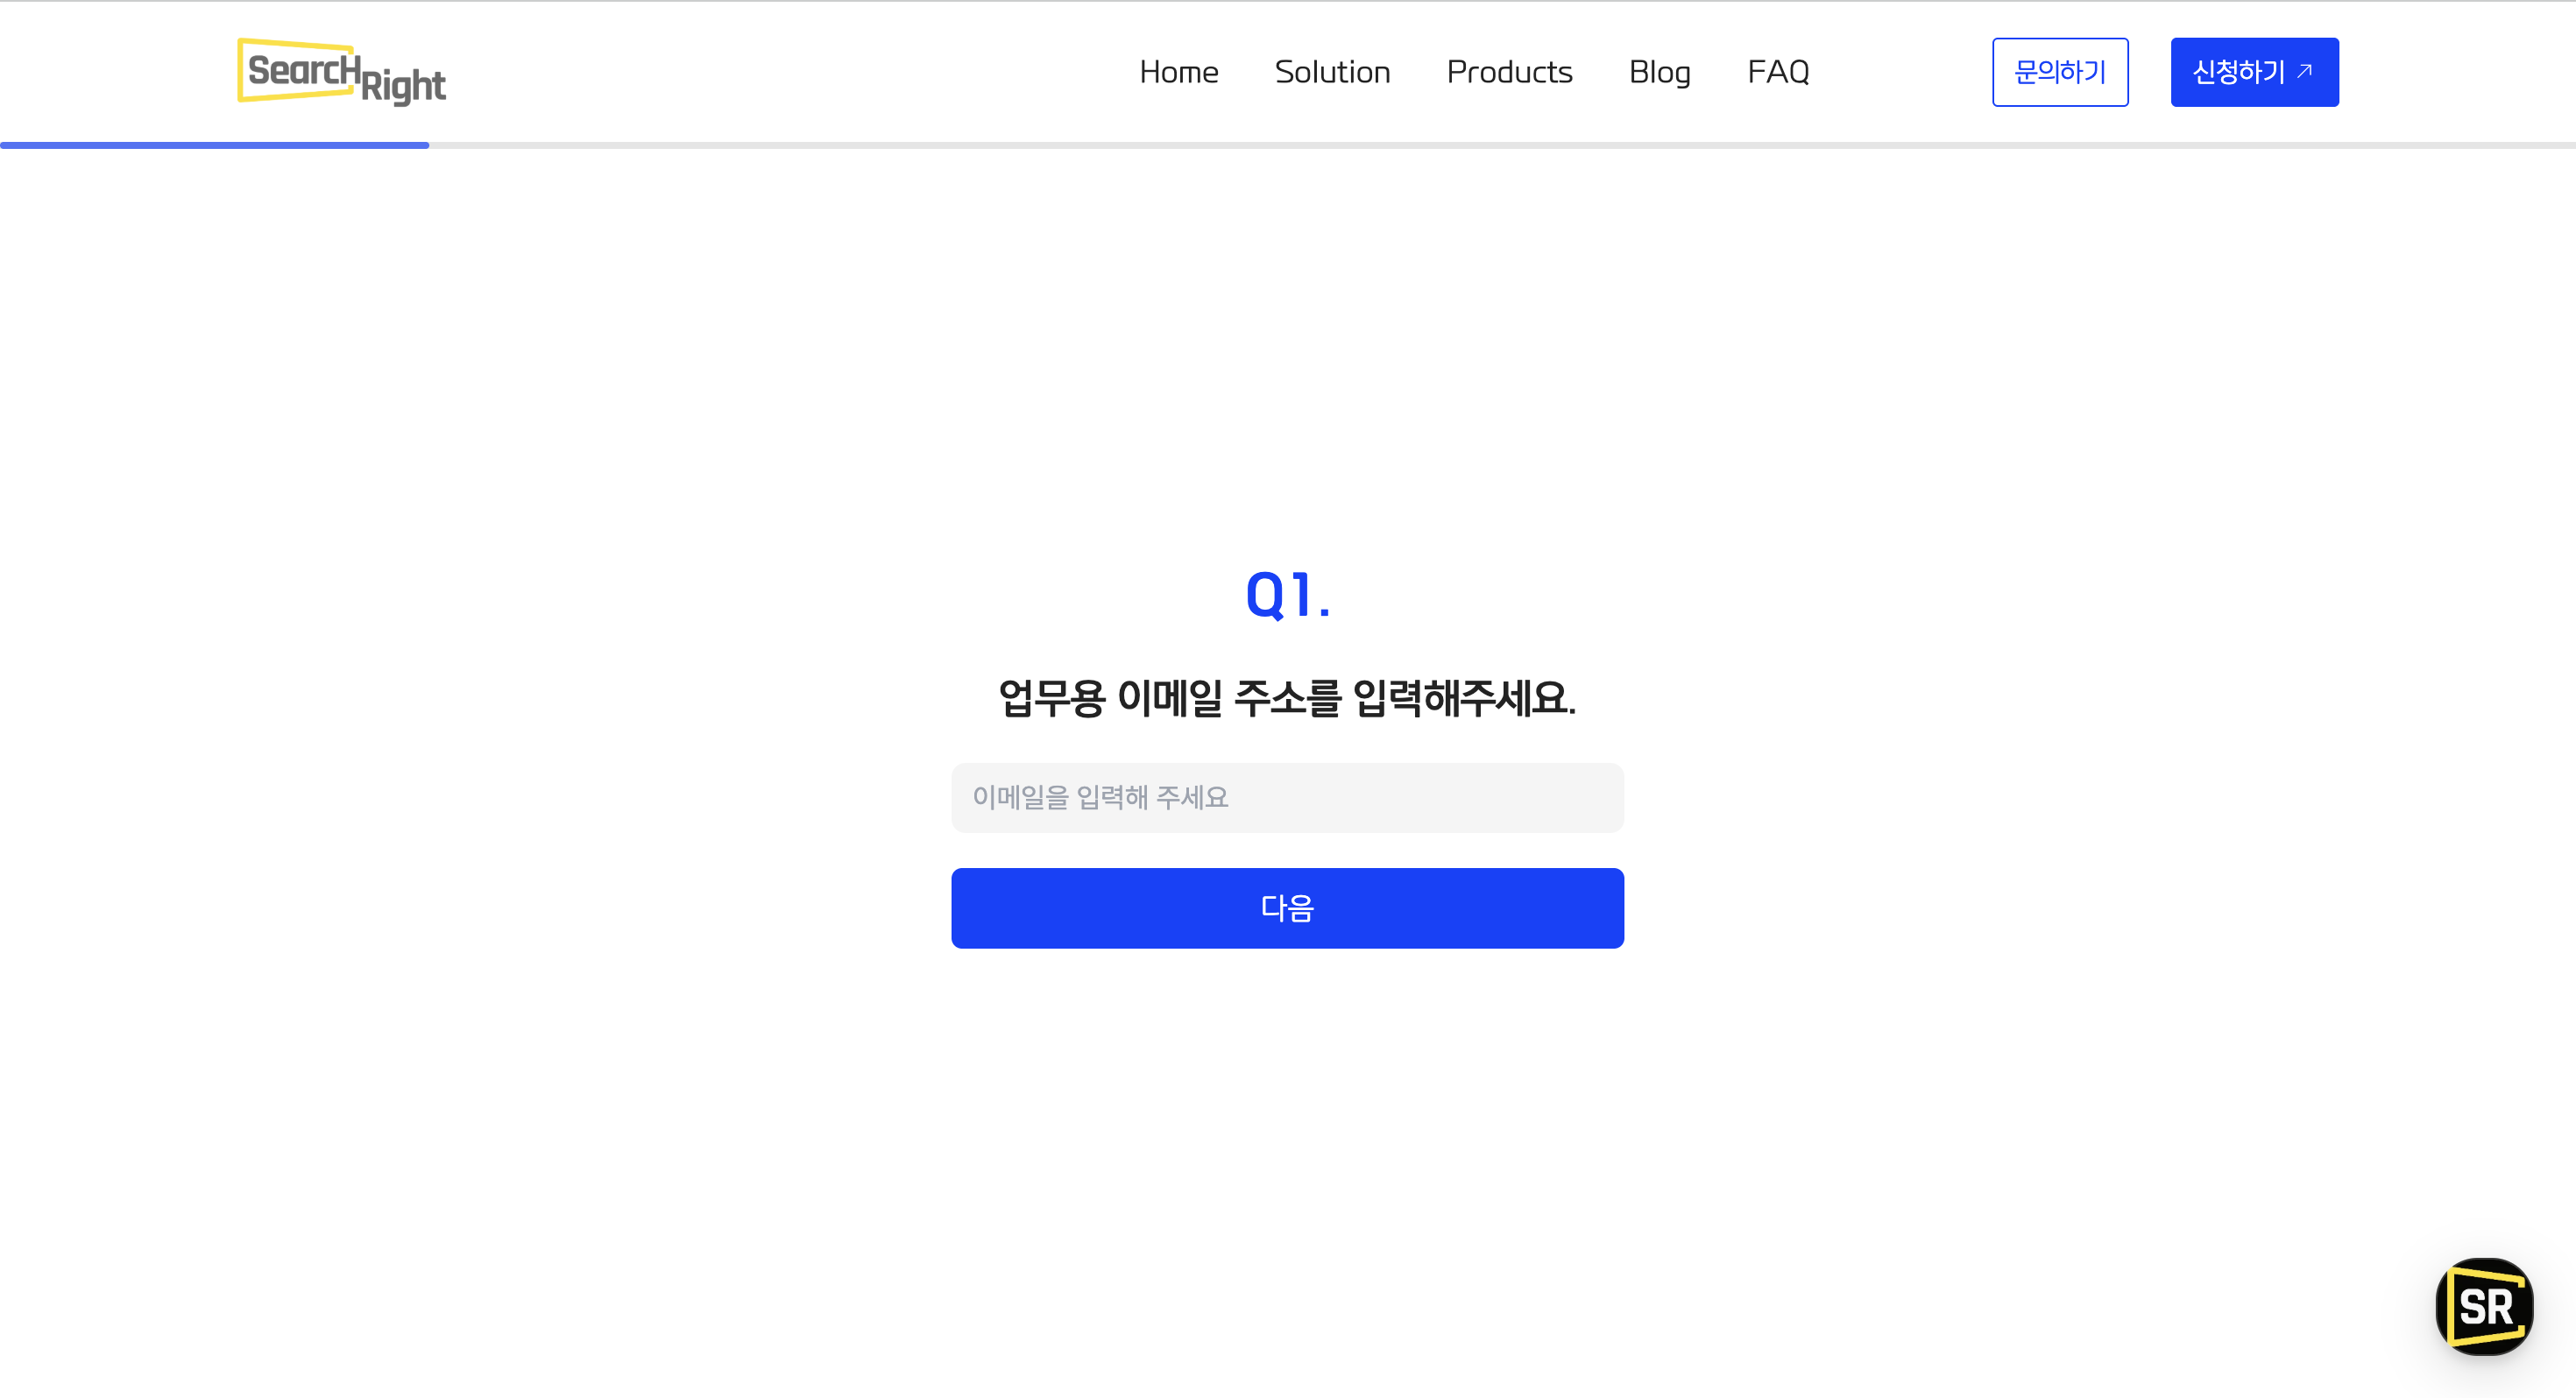 SearcH Right
Home
Solution
Products
Blog
FAQ
문의하기
신청하기
Q1.
업무용 이메일 주소를 입력해주세요.
이메일을 입력해 주세요
다음
SR